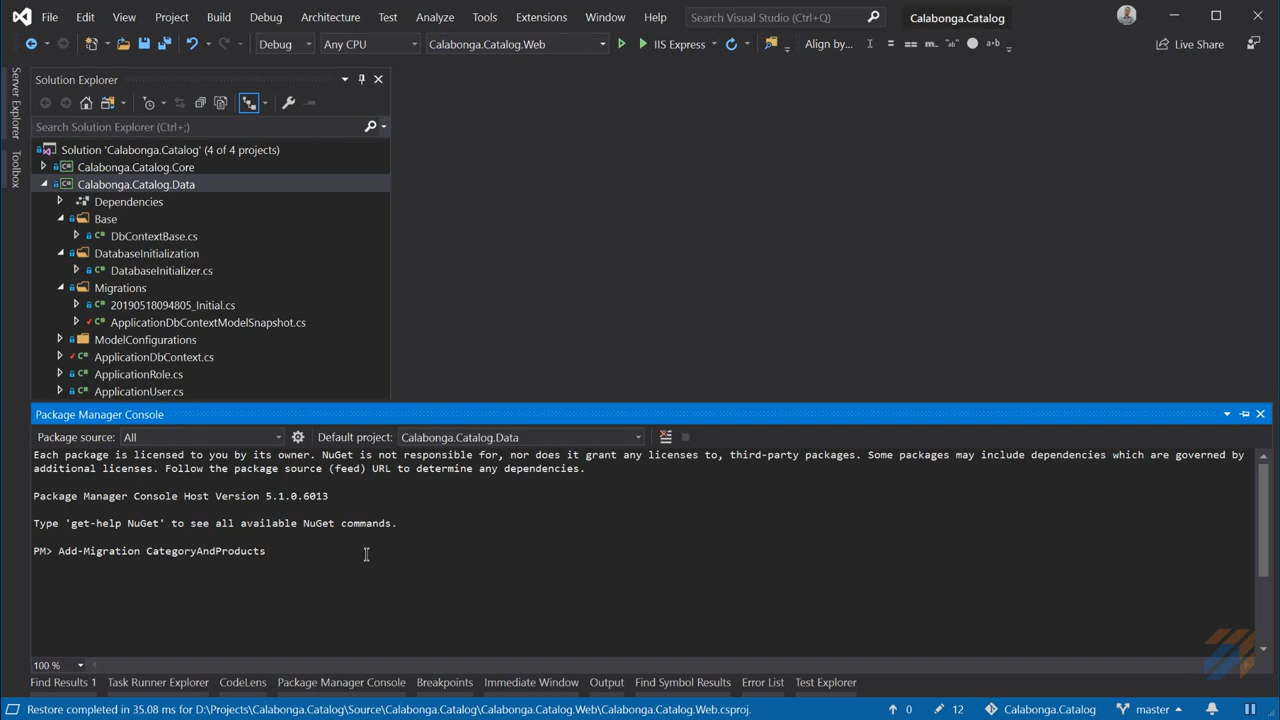 File Edit View Project Build Debug Architecture Test Analyze Tools Extensions Window Help Search Visual Studio (Ctrl+Q) Calabonga.Catalog
Debug Any CPU Calabonga.Catalog.Web IIS Express Align by... Live Share
Server Explorer
Toolbox
Solution Explorer
Search Solution Explorer (Ctrl+;)
Solution 'Calabonga.Catalog' (4 of 4 projects)
Calabonga.Catalog.Core
Calabonga.Catalog.Data
Dependencies
Base
DbContextBase.cs
DatabaseInitialization
DatabaseInitializer.cs
Migrations
20190518094805_Initial.cs
ApplicationDbContextModelSnapshot.cs
ModelConfigurations
ApplicationDbContext.cs
ApplicationRole.cs
ApplicationUser.cs
Package Manager Console
Package source: All Default project: Calabonga.Catalog.Data
Each package is licensed to you by its owner. NuGet is not responsible for, nor does it grant any licenses to, third-party packages. Some packages may include dependencies which are governed by
additional licenses. Follow the package source (feed) URL to determine any dependencies.
Package Manager Console Host Version 5.1.0.6013
Type 'get-help NuGet' to see all available NuGet commands.
PM> Add-Migration CategoryAndProducts
100 %
Find Results 1 Task Runner Explorer CodeLens Package Manager Console Breakpoints Immediate Window Output Find Symbol Results Error List Test Explorer
Restore completed in 35.08 ms for D:\Projects\Calabonga.Catalog\Source\Calabonga.Catalog\Calabonga.Catalog.Web\Calabonga.Catalog.Web.csproj. 0 12 Calabonga.Catalog master